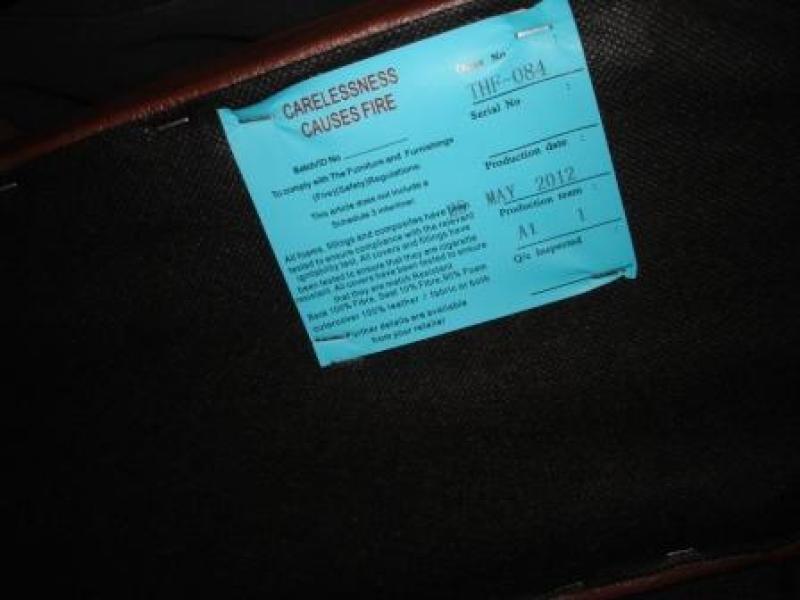 CARELESSNESS
CAUSES FIRE
Batch/ID No
To comply with The Furniture and Furnishings
(Fire)(Safety)Regulations:
This article does not include a
Schedule 3 interliner.
All foams, fillings and composites have been
tested to ensure compliance with the relevant
ignitability test. All covers and fillings have
been tested to ensure that they are cigarette
resistant. All covers have been tested to ensure
that they are match Resistant
Back 100% Fibre, Seat 10% Fibre, 90% Foam
cutercover 100% leather / fabric or both
Further details are available
from your retailer
No
THF-084
Serial No :
Production date :
MAY 2012
Production team :
A1 1
Q/c Inspected